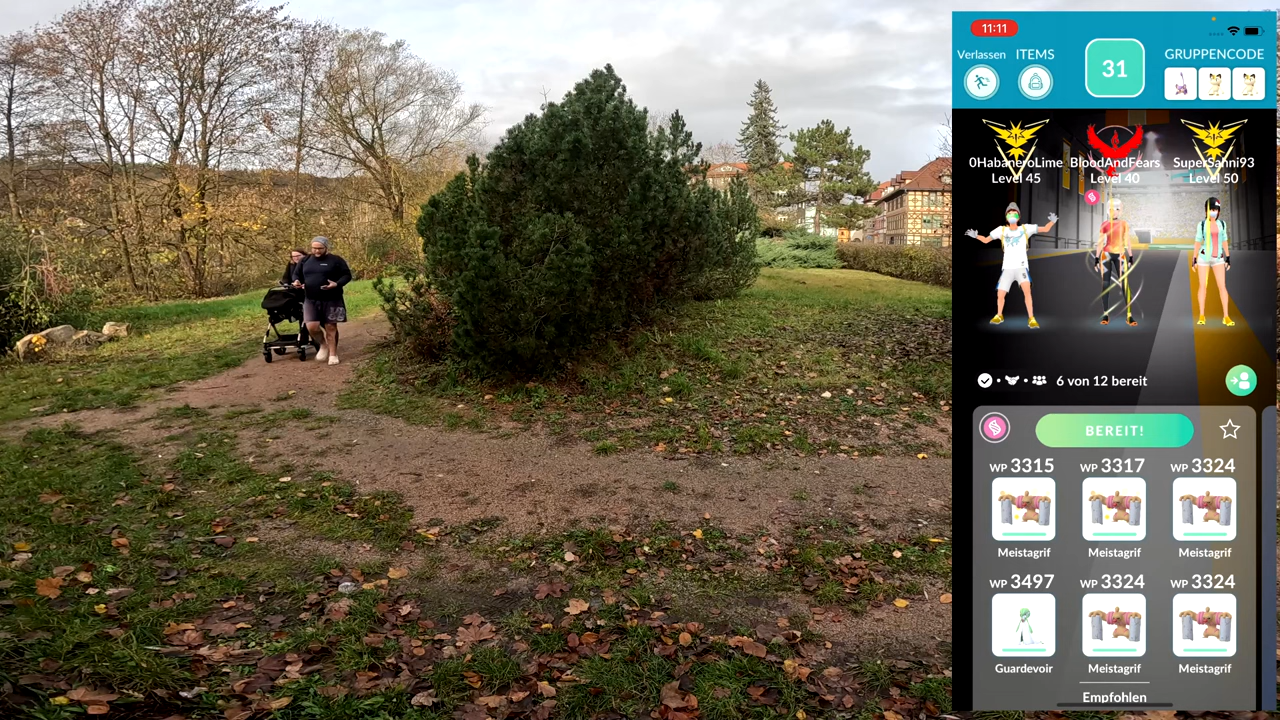 11:11
Verlassen
ITEMS
31
GRUPPENCODE
0HabaneroLime
Level 45
BloodAndFears
Level 40
SuperSahni93
Level 50
6 von 12 bereit
BEREIT!
WP 3315
WP 3317
WP 3324
Meistagrif
Meistagrif
Meistagrif
WP 3497
WP 3324
WP 3324
Guardevoir
Meistagrif
Meistagrif
Empfohlen